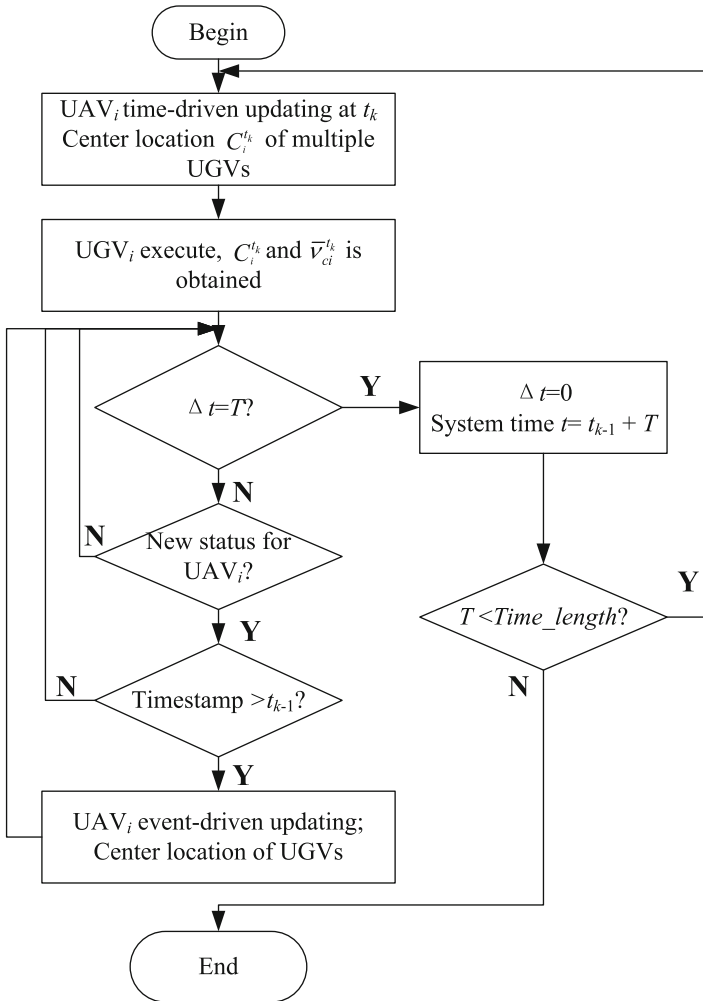 Begin
UAVᵢ time-driven updating at tₖ
Center location Cᵢ^{tₖ} of multiple
UGVs
UGVᵢ execute, Cᵢ^{tₖ} and v̅_{ci}^{tₖ} is
obtained
Δ t=T?
Y
Δ t=0
System time t= t_{k-1} + T
N
New status for
UAVᵢ?
N
Y
T <Time_length?
Y
N
Timestamp >t_{k-1}?
N
Y
UAVᵢ event-driven updating;
Center location of UGVs
End